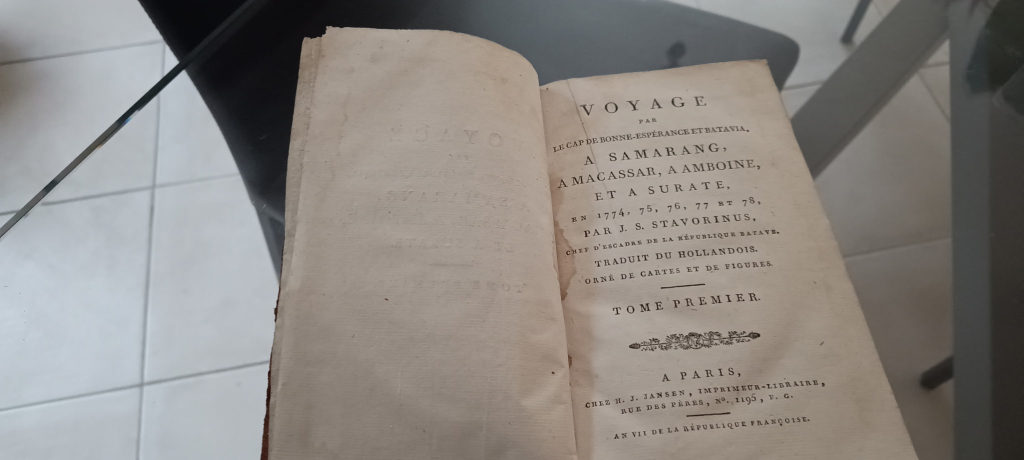 VOYAGE
PAR
LE CAP DE BONNE-ESPÉRANCE ET BATAVIA,
A SAMARANG,
A MACASSAR, A AMBOINE,
ET A SURATE,
EN 1774, 75, 76, 77 ET 78,
PAR J. S. STAVORINUS,
CHEF D'ESCADRE DE LA RÉPUBLIQUE BATAVE.
TRADUIT DU HOLLANDOIS.
ORNÉ DE CARTES ET DE FIGURES.
TOME PREMIER.
A PARIS,
CHEZ H. J. JANSEN, IMPRIMEUR-LIBRAIRE,
RUE DES PÈRES, No. 1195, F. G.
AN VII DE LA RÉPUBLIQUE FRANÇOISE.